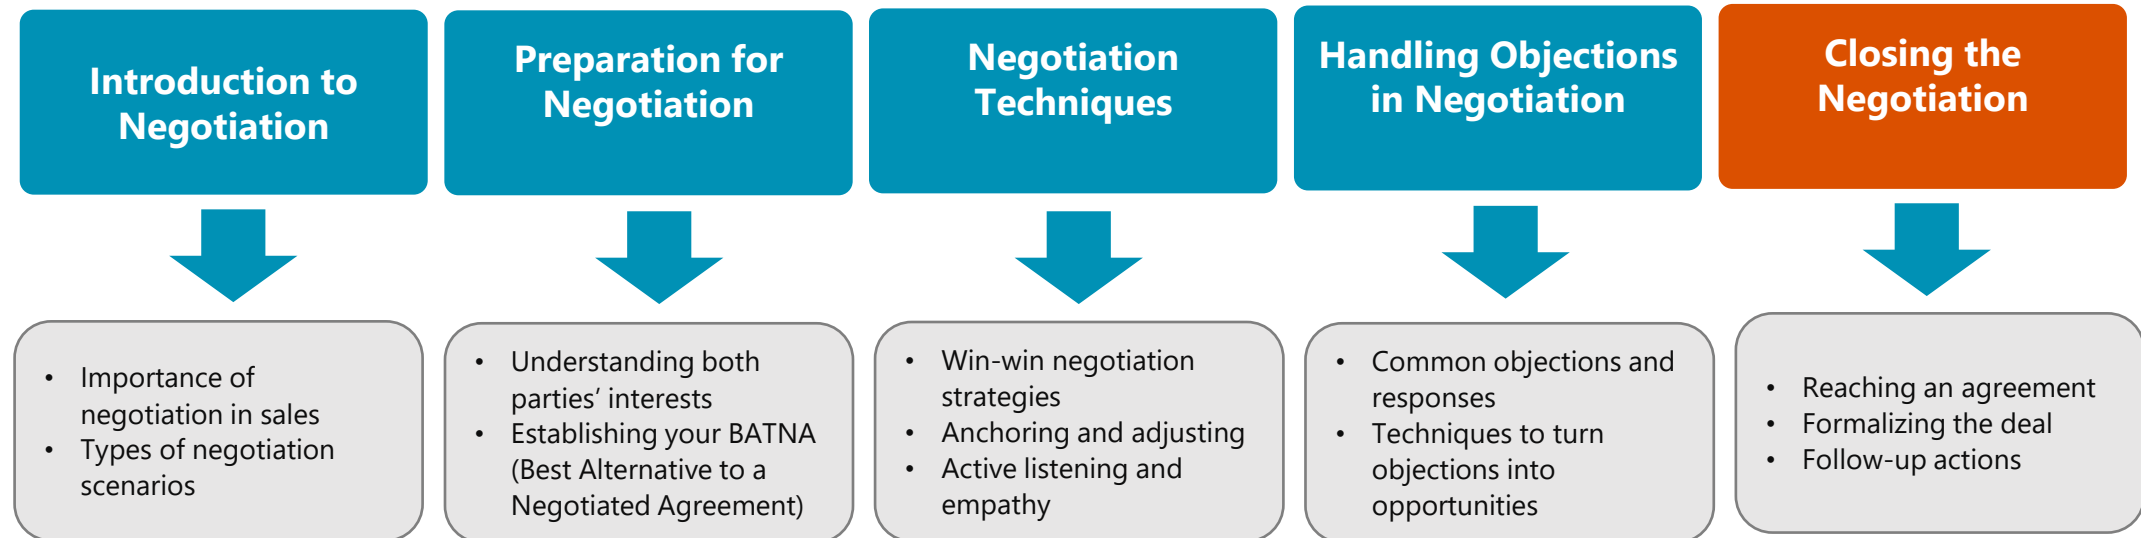 Introduction to
Negotiation
Preparation for
Negotiation
Negotiation
Techniques
Handling Objections
in Negotiation
Closing the
Negotiation
• Importance of
negotiation in sales
• Types of negotiation
scenarios
• Understanding both
parties’ interests
• Establishing your BATNA
(Best Alternative to a
Negotiated Agreement)
• Win-win negotiation
strategies
• Anchoring and adjusting
• Active listening and
empathy
• Common objections and
responses
• Techniques to turn
objections into
opportunities
• Reaching an agreement
• Formalizing the deal
• Follow-up actions